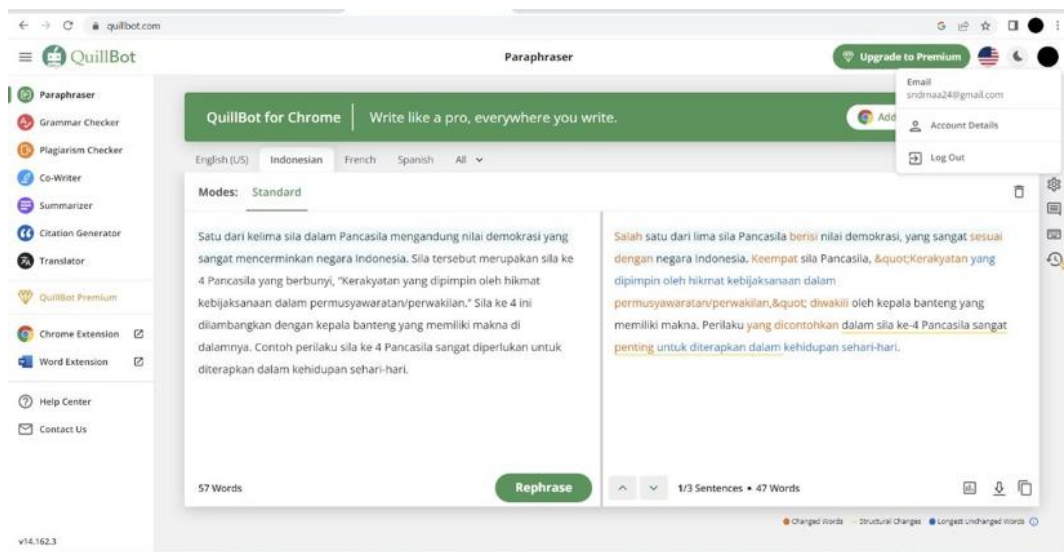 quillbot.com
QuillBot
Paraphraser
Upgrade to Premium
Email
sndrnaa24@gmail.com
Account Details
Log Out
Paraphraser
Grammar Checker
Plagiarism Checker
Co-Writer
Summarizer
Citation Generator
Translator
QuillBot Premium
Chrome Extension
Word Extension
Help Center
Contact Us
v14.162.3
QuillBot for Chrome
Write like a pro, everywhere you write.
Add
English (US) Indonesian French Spanish All
Modes: Standard
Satu dari kelima sila dalam Pancasila mengandung nilai demokrasi yang
sangat mencerminkan negara Indonesia. Sila tersebut merupakan sila ke
4 Pancasila yang berbunyi, "Kerakyatan yang dipimpin oleh hikmat
kebijaksanaan dalam permusyawaratan/perwakilan." Sila ke 4 ini
dilambangkan dengan kepala banteng yang memiliki makna di
dalamnya. Contoh perilaku sila ke 4 Pancasila sangat diperlukan untuk
diterapkan dalam kehidupan sehari-hari.
57 Words
Rephrase
Salah satu dari lima sila Pancasila berisi nilai demokrasi, yang sangat sesuai
dengan negara Indonesia. Keempat sila Pancasila, &quot;Kerakyatan yang
dipimpin oleh hikmat kebijaksanaan dalam
permusyawaratan/perwakilan,&quot; diwakili oleh kepala banteng yang
memiliki makna. Perilaku yang dicontohkan dalam sila ke-4 Pancasila sangat
penting untuk diterapkan dalam kehidupan sehari-hari.
1/3 Sentences • 47 Words
Changed Words Structural Changes Longest Unchanged Words